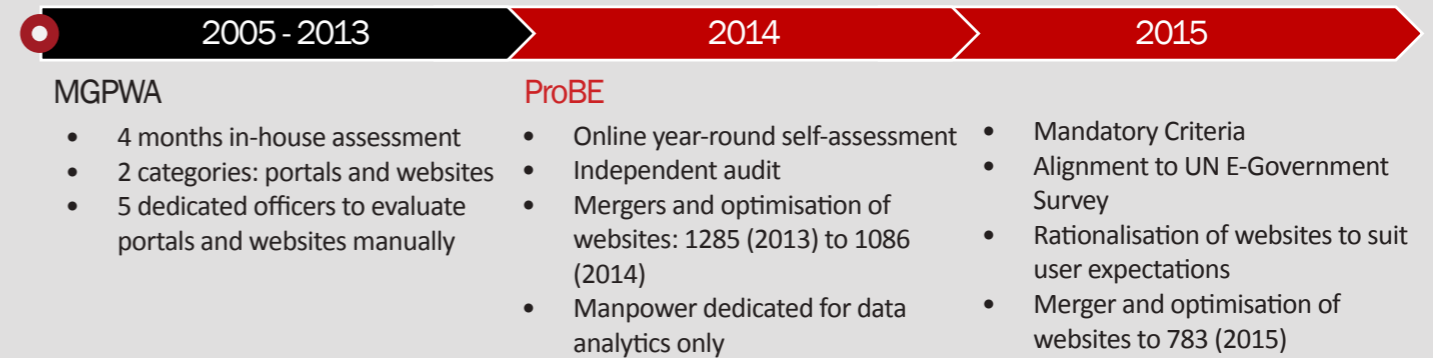 2005 - 2013
2014
2015
MGPWA
• 4 months in-house assessment
• 2 categories: portals and websites
• 5 dedicated officers to evaluate
portals and websites manually
ProBE
• Online year-round self-assessment
• Independent audit
• Mergers and optimisation of
websites: 1285 (2013) to 1086
(2014)
• Manpower dedicated for data
analytics only
• Mandatory Criteria
• Alignment to UN E-Government
Survey
• Rationalisation of websites to suit
user expectations
• Merger and optimisation of
websites to 783 (2015)